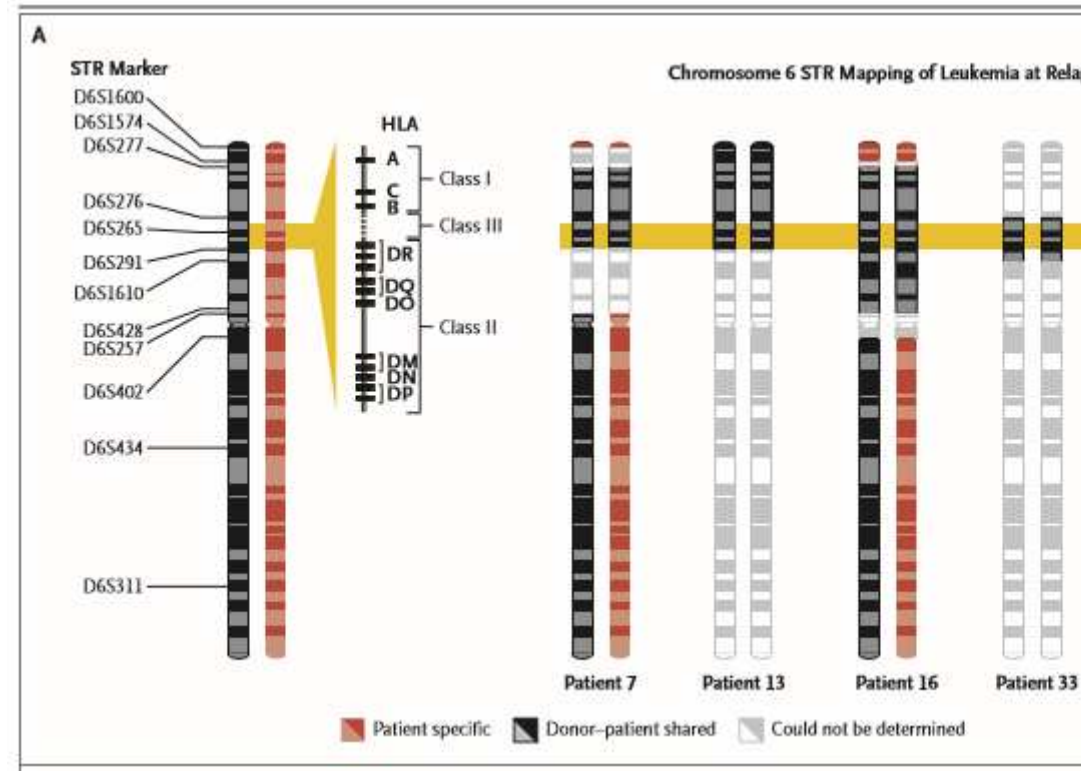 A
STR Marker
Chromosome 6 STR Mapping of Leukemia at Rela
D6S1600
D6S1574
D6S277
D6S276
D6S265
D6S291
D6S1610
D6S428
D6S257
D6S402
D6S434
D6S311
HLA
A
C
B
DR
DQ
DO
DM
DN
DP
Class I
Class III
Class II
Patient 7
Patient 13
Patient 16
Patient 33
Patient specific
Donor–patient shared
Could not be determined